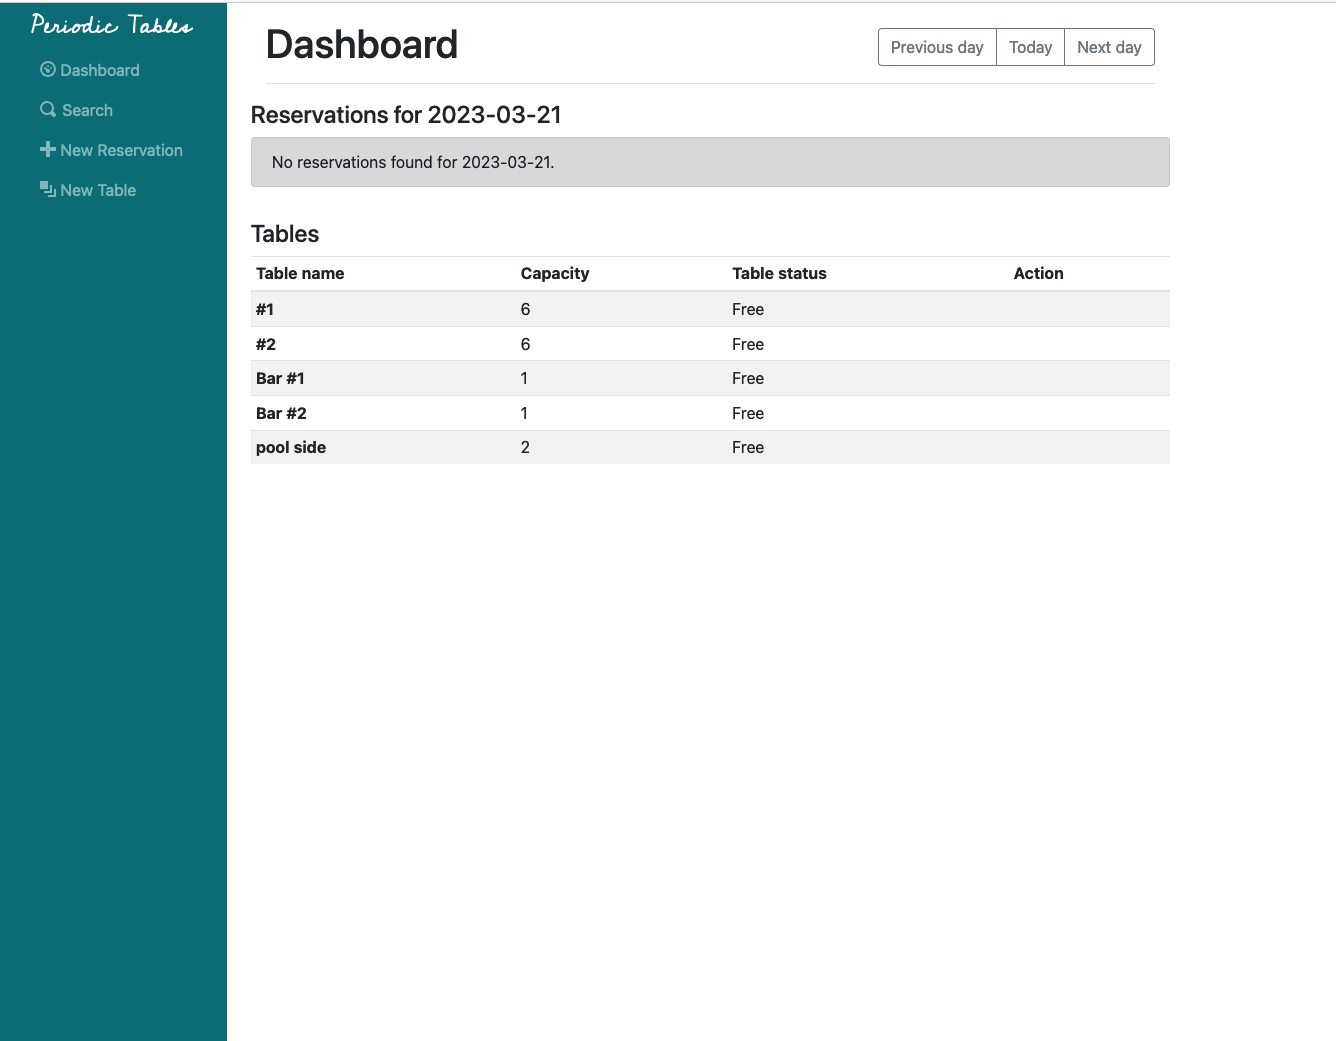 Periodic Tables
Dashboard
Search
New Reservation
New Table
Dashboard
Previous day Today Next day
Reservations for 2023-03-21
No reservations found for 2023-03-21.
Tables
Table name Capacity Table status Action
#1 6 Free
#2 6 Free
Bar #1 1 Free
Bar #2 1 Free
pool side 2 Free